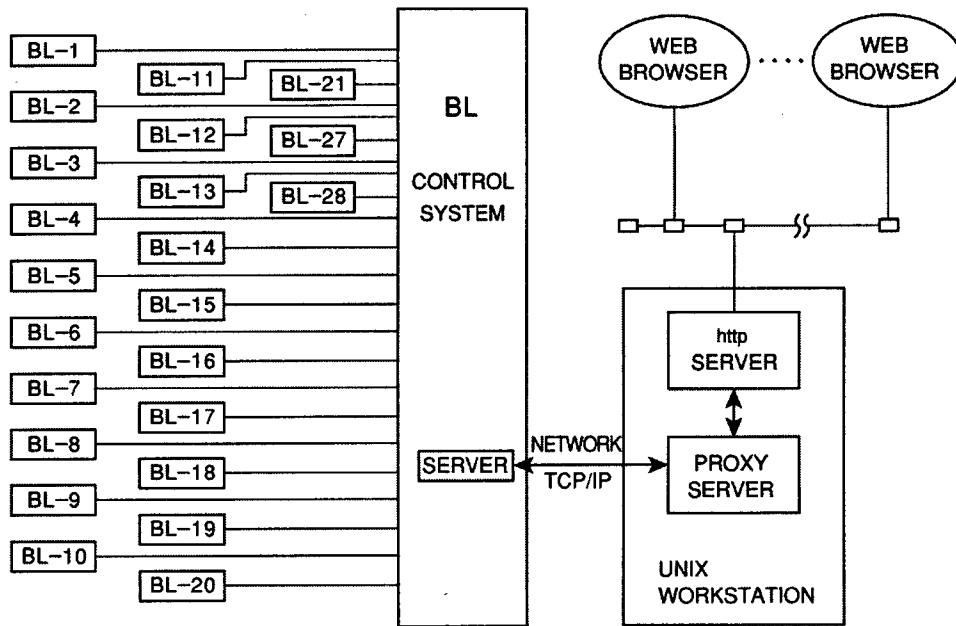 BL-1
BL-11
BL-21
BL-2
BL-12
BL-27
BL-3
BL-13
BL-28
BL-4
BL-14
BL-5
BL-15
BL-6
BL-16
BL-7
BL-17
BL-8
BL-18
BL-9
BL-19
BL-10
BL-20
BL
CONTROL
SYSTEM
SERVER
NETWORK
TCP/IP
WEB
BROWSER
WEB
BROWSER
http
SERVER
PROXY
SERVER
UNIX
WORKSTATION